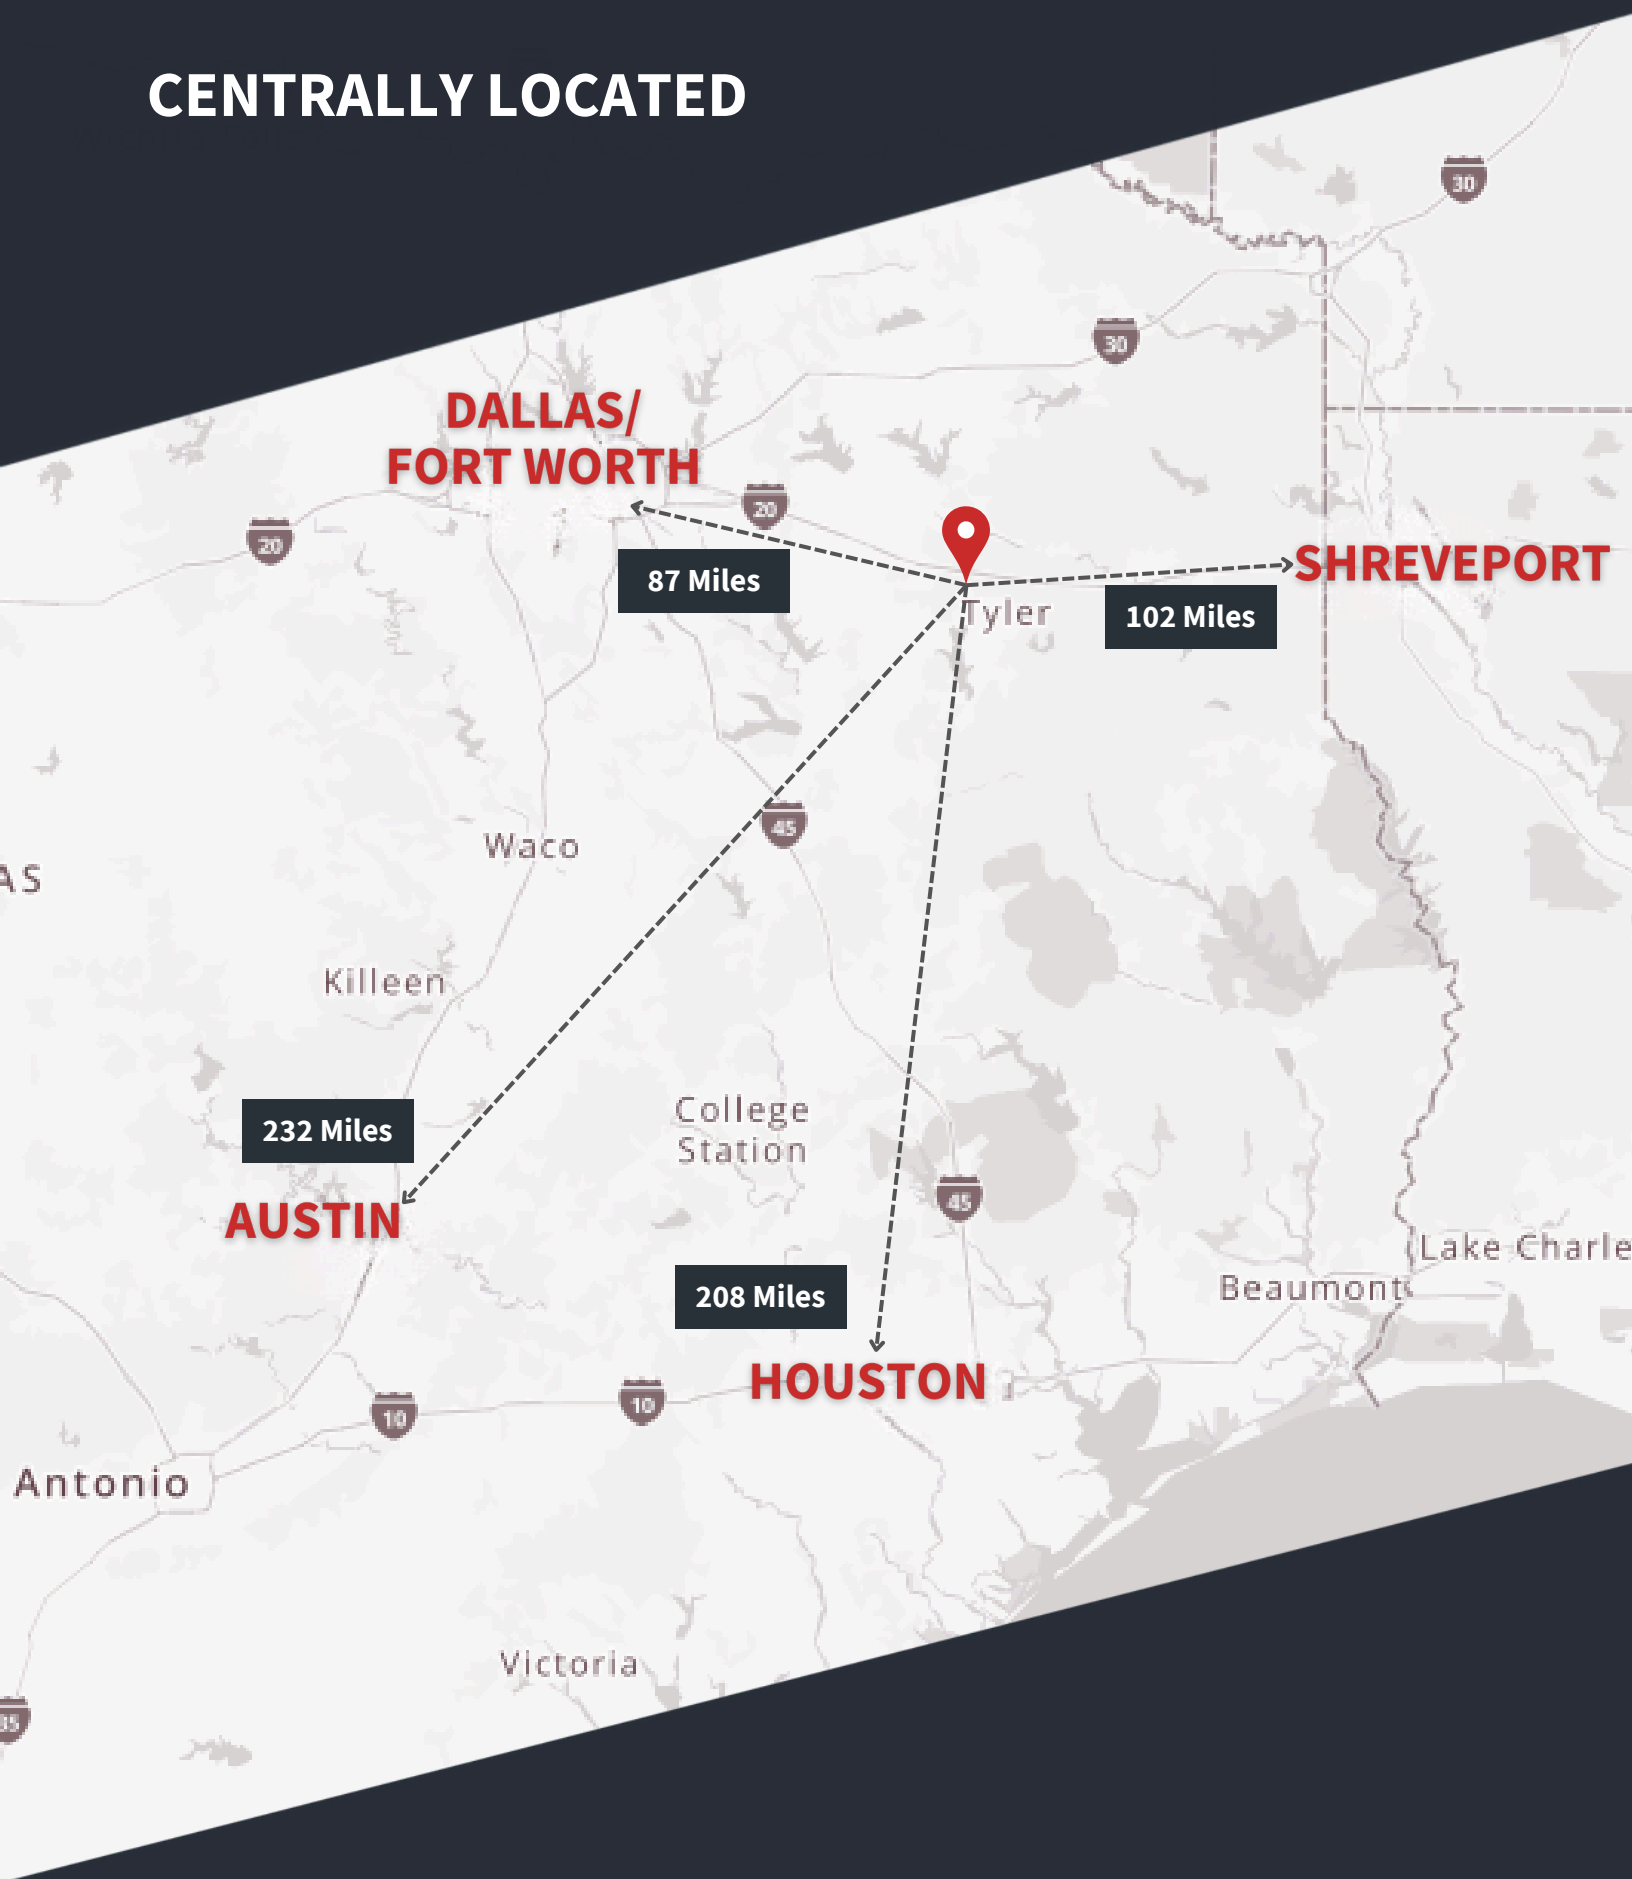 CENTRALLY LOCATED
30
30
DALLAS/
FORT WORTH
20
20
SHREVEPORT
87 Miles
Tyler
102 Miles
45
Waco
AS
Killeen
College
Station
232 Miles
45
AUSTIN
Lake Charle
Beaumont
208 Miles
HOUSTON
10
10
Antonio
Victoria
35